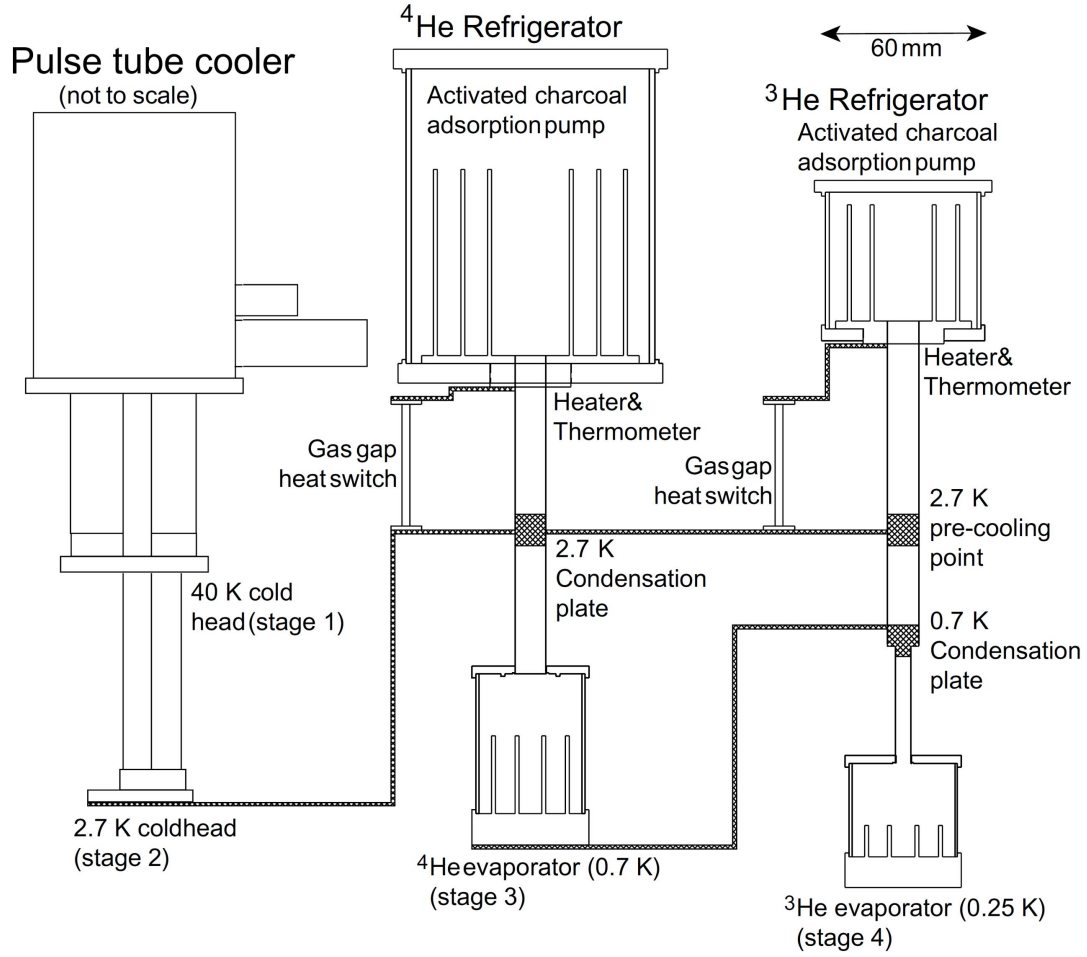 Pulse tube cooler
(not to scale)
⁴He Refrigerator
Activated charcoal
adsorption pump
60 mm
³He Refrigerator
Activated charcoal
adsorption pump
Heater&
Thermometer
Gas gap
heat switch
2.7 K
Condensation
plate
Heater&
Thermometer
Gas gap
heat switch
2.7 K
pre-cooling
point
0.7 K
Condensation
plate
40 K cold
head (stage 1)
2.7 K coldhead
(stage 2)
⁴He evaporator (0.7 K)
(stage 3)
³He evaporator (0.25 K)
(stage 4)